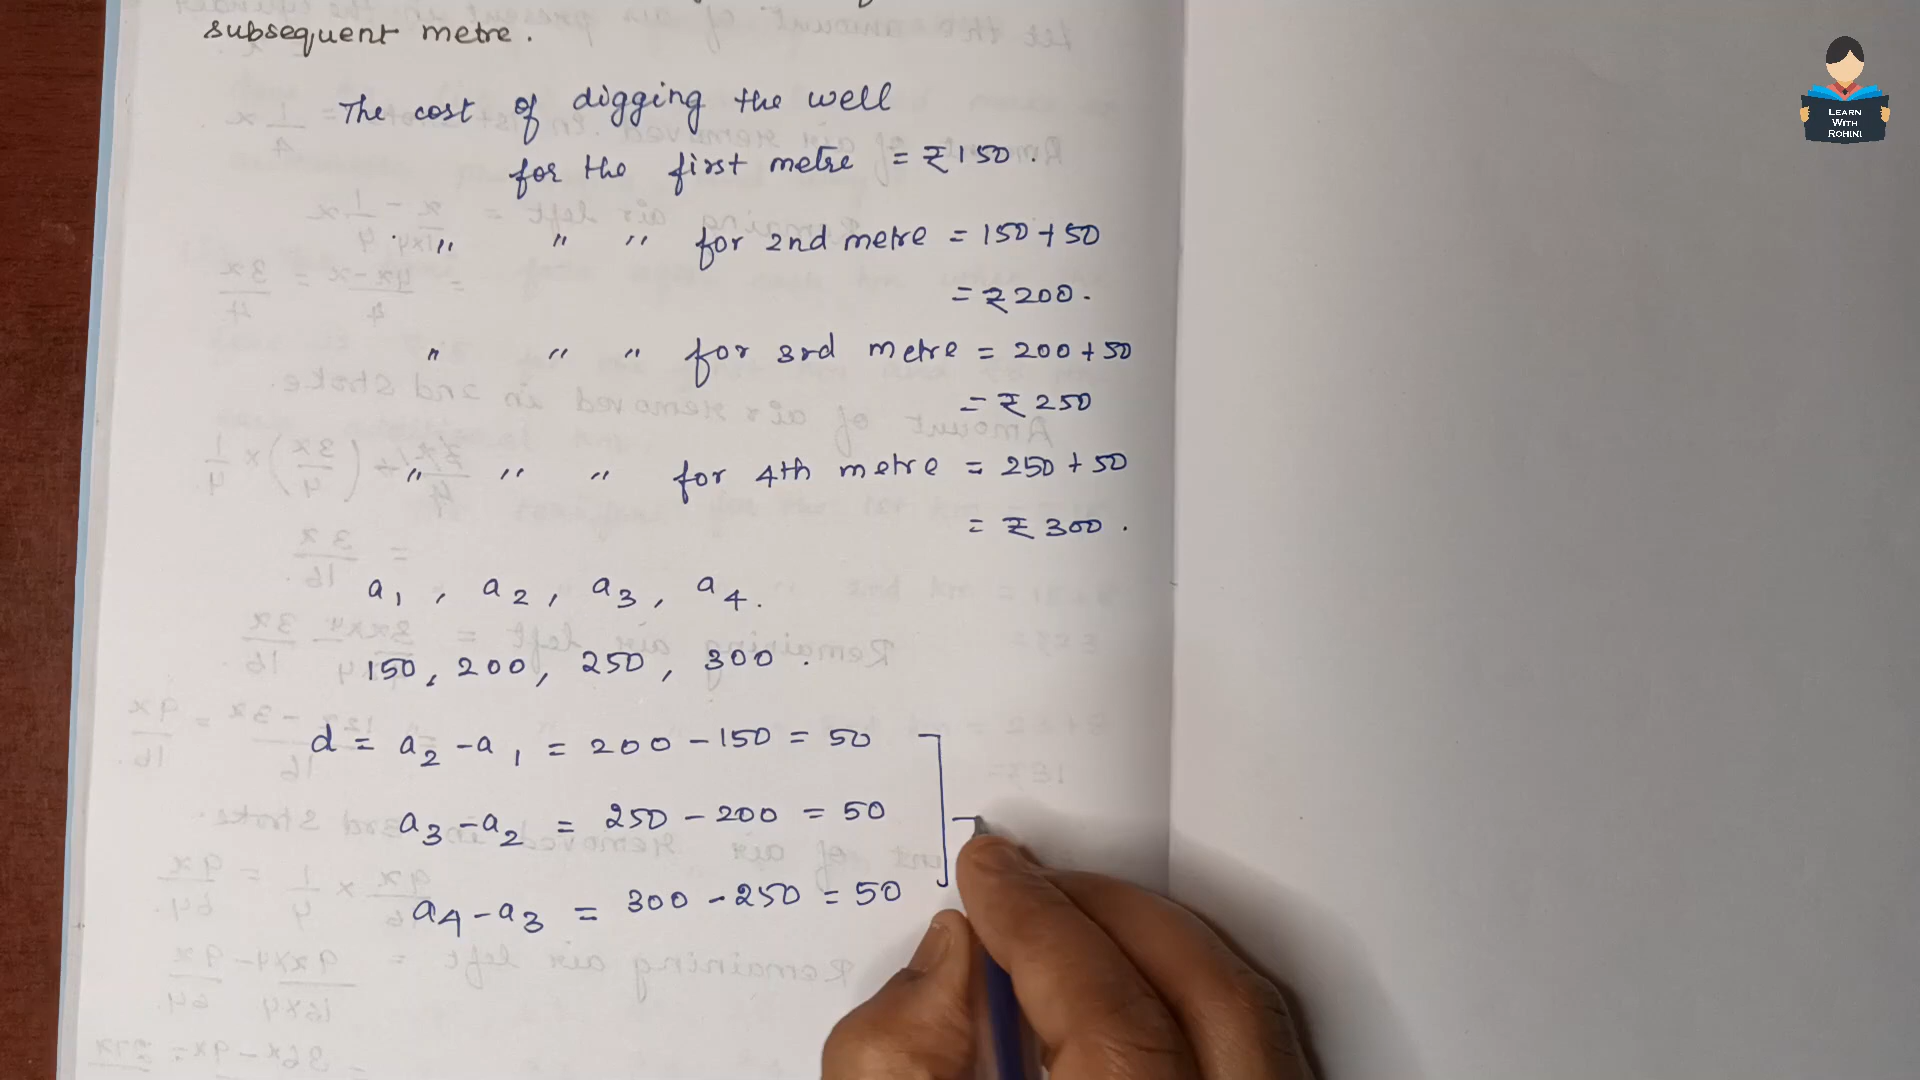 subsequent metre.
LEARN
WITH
ROHINI
The cost of digging the well
for the first metre = ₹150.
" " " for 2nd metre = 150+50
= ₹200.
" " " for 3rd metre = 200+50
= ₹250
" " " for 4th metre = 250+50
= ₹300.
a1, a2, a3, a4.
150, 200, 250, 300.
d = a2-a1 = 200-150 = 50
a3-a2 = 250-200 = 50
a4-a3 = 300-250 = 50